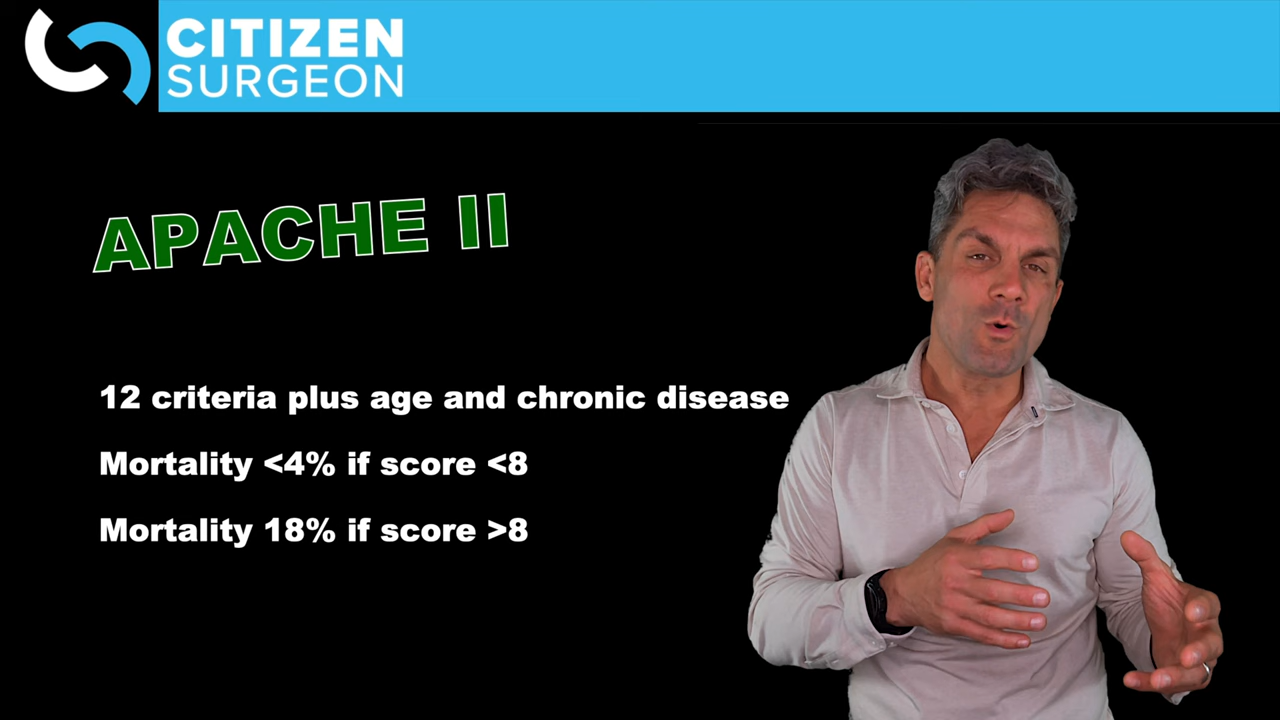 CITIZEN
SURGEON
APACHE II
12 criteria plus age and chronic disease
Mortality <4% if score <8
Mortality 18% if score >8